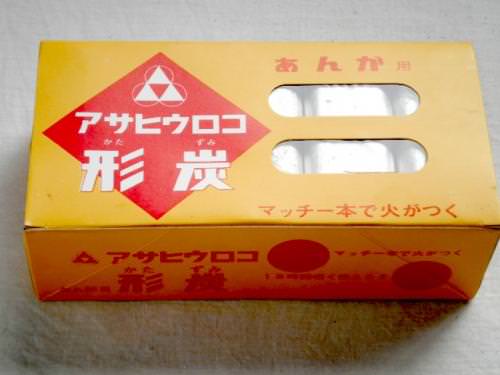 あんか用
アサヒウロコ
かた ずみ
形炭
マッチ一本で火がつく
アサヒウロコ
マッチ一本で火がつく
かた ずみ
形炭